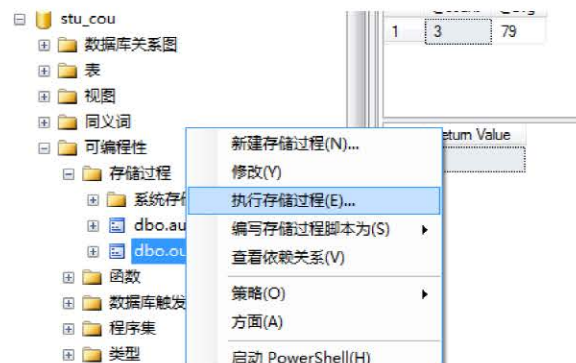 stu_cou
数据库关系图
表
视图
同义词
可编程性
存储过程
系统存
dbo.au
dbo.ou
函数
数据库触发
程序集
类型
新建存储过程(N)...
修改(Y)
执行存储过程(E)...
编写存储过程脚本为(S)
查看依赖关系(V)
策略(O)
方面(A)
启动 PowerShell(H)
1 3 79
Value